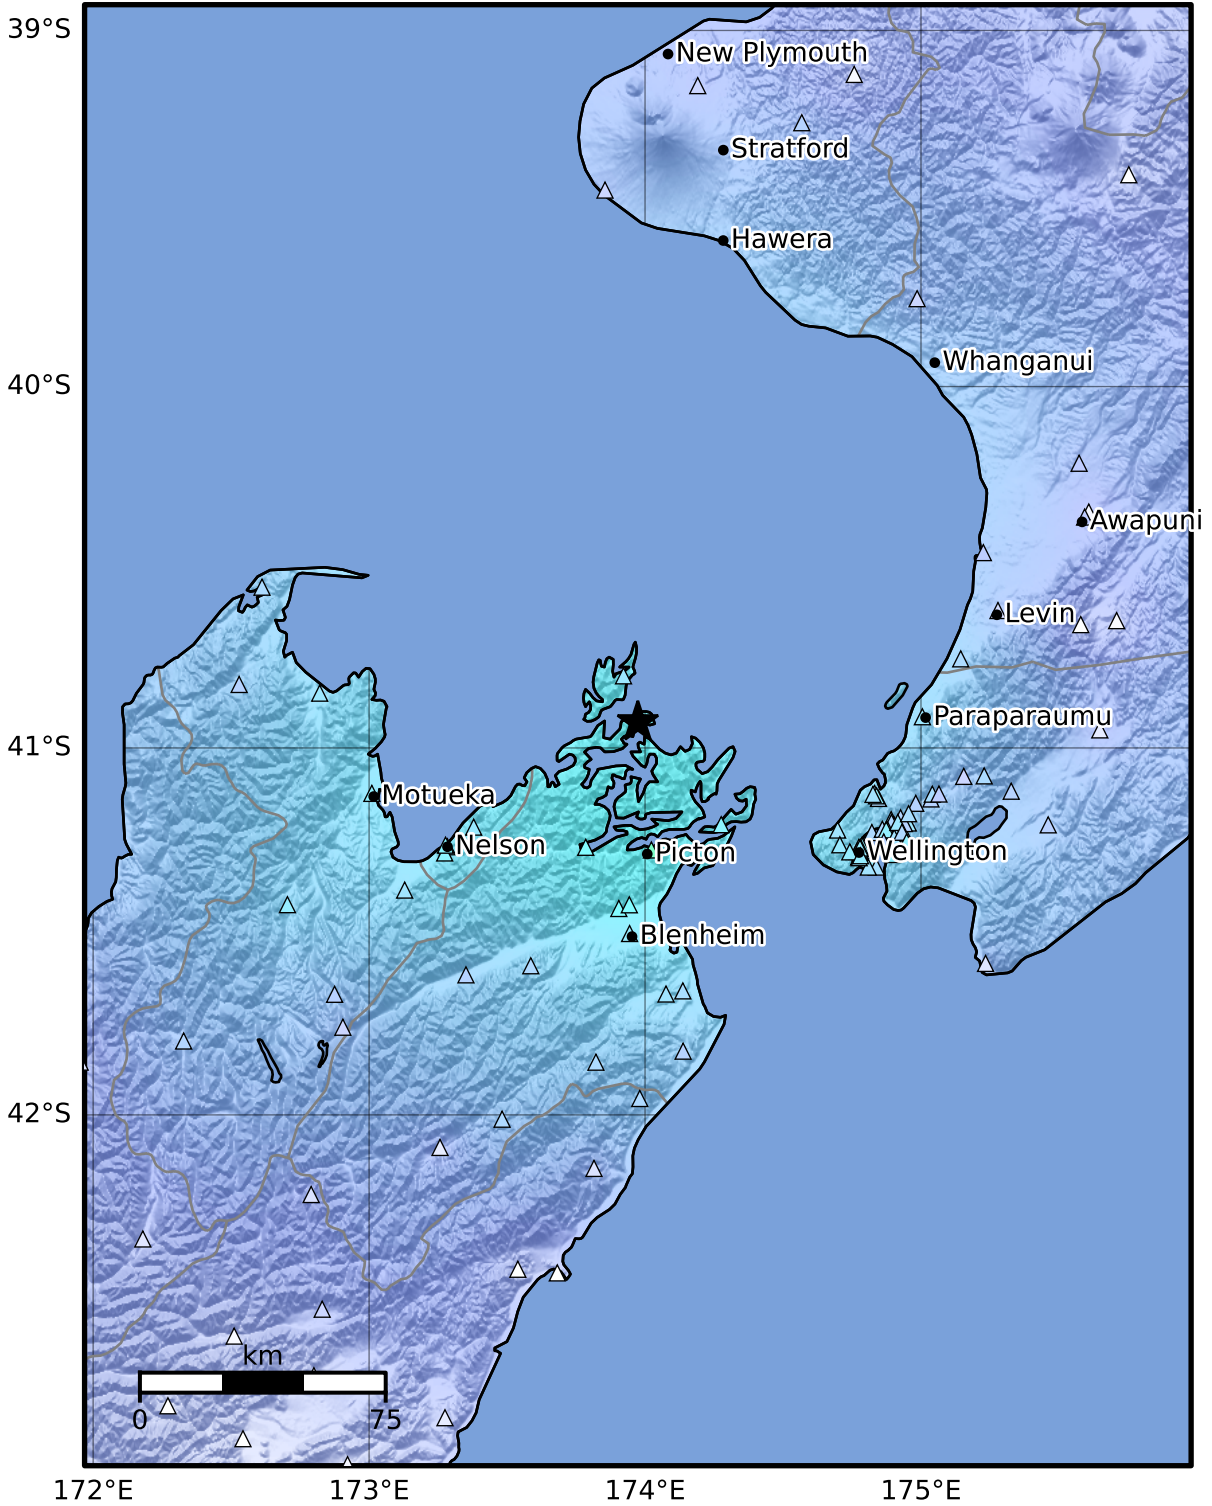 39°S
New Plymouth
Stratford
Hawera
Whanganui
40°S
Awapuni
Levin
Paraparaumu
41°S
Motueka
Nelson
Picton
Wellington
Blenheim
42°S
km
0
75
172°E
173°E
174°E
175°E